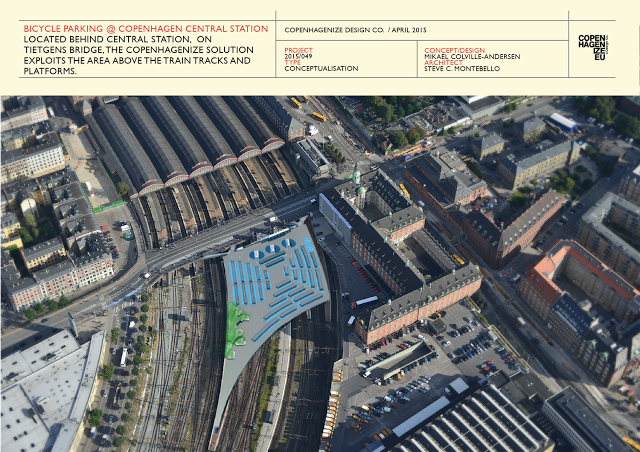 BICYCLE PARKING @ COPENHAGEN CENTRAL STATION
LOCATED BEHIND CENTRAL STATION, ON
TIETGENS BRIDGE, THE COPENHAGENIZE SOLUTION
EXPLOITS THE AREA ABOVE THE TRAIN TRACKS AND
PLATFORMS.
COPENHAGENIZE DESIGN CO. / APRIL 2015
PROJECT
2015/049
TYPE
CONCEPTUALISATION
CONCEPT/DESIGN
MIKAEL COLVILLE-ANDERSEN
ARCHITECT
STEVE C. MONTEBELLO
COPEN
HAGEN
IZE
EU